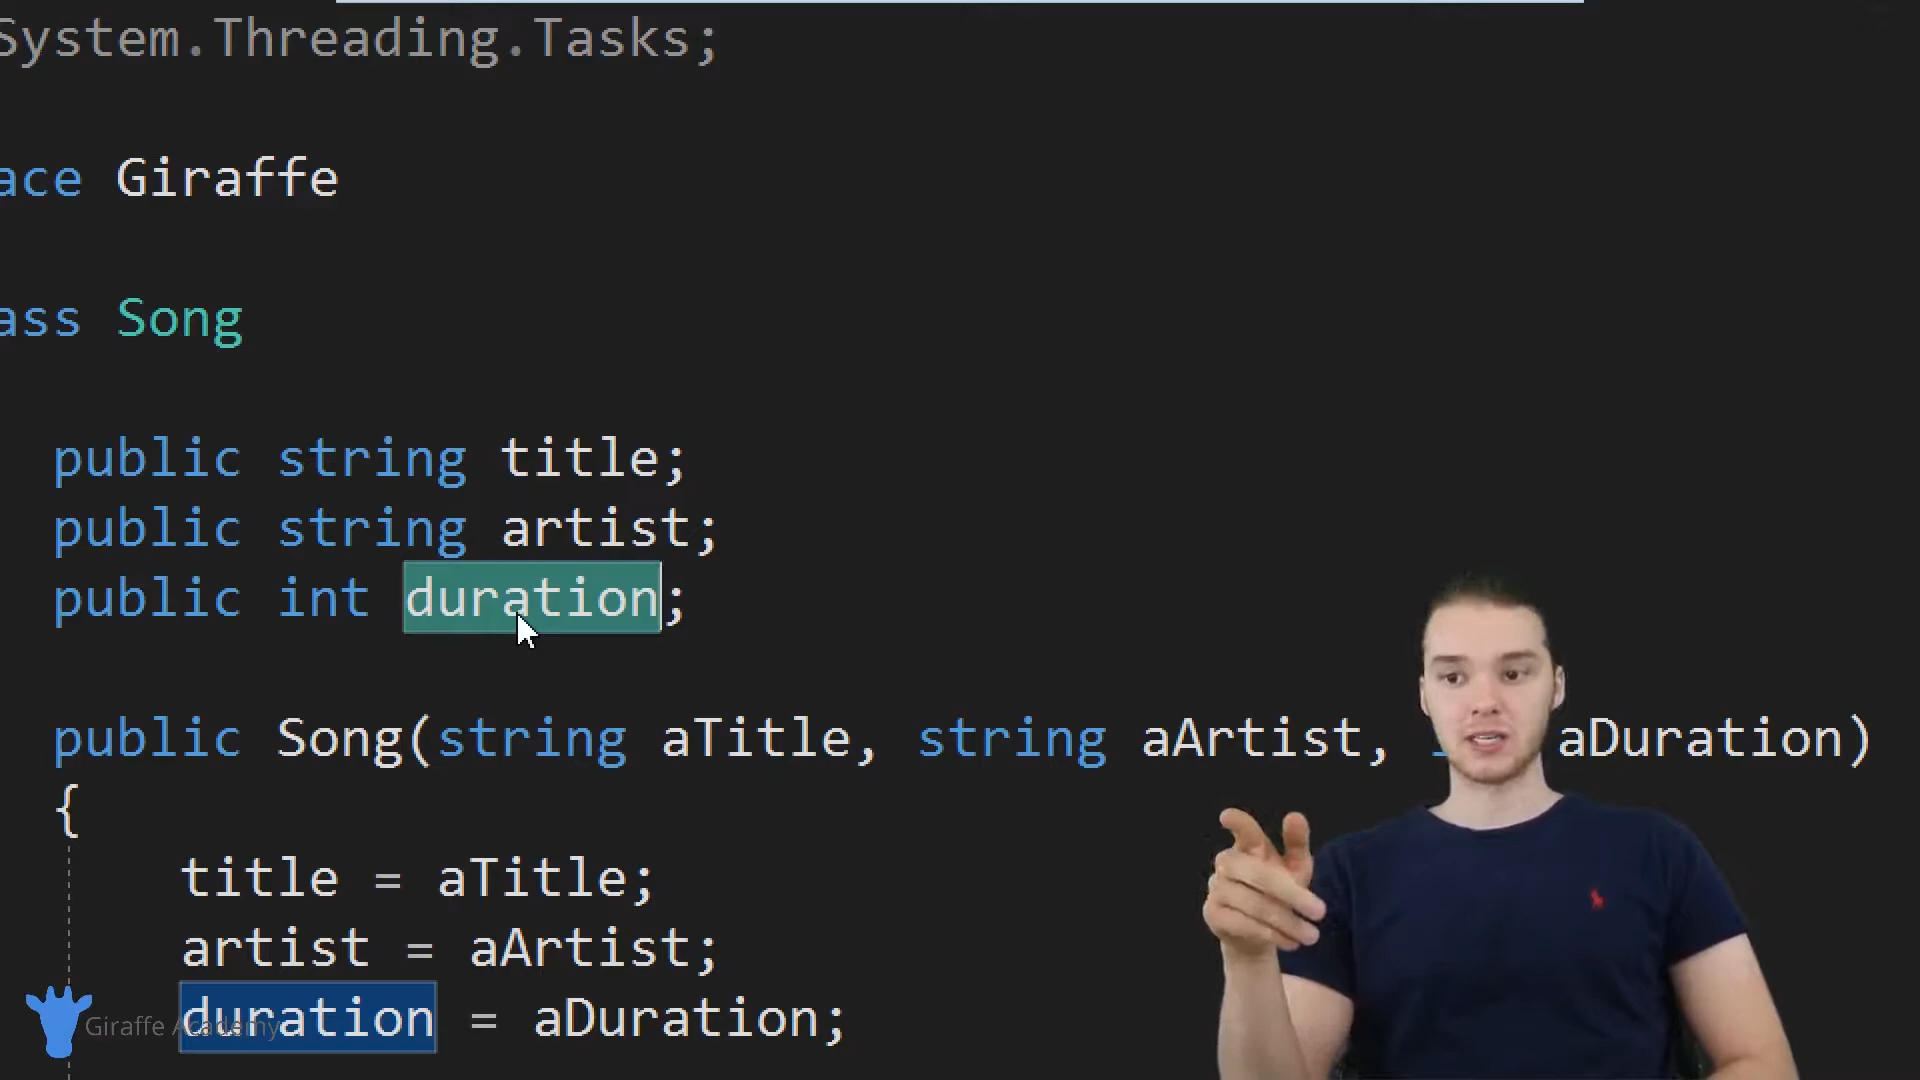 System.Threading.Tasks;
ace Giraffe
ass Song
public string title;
public string artist;
public int duration;
public Song(string aTitle, string aArtist, aDuration)
{
title = aTitle;
artist = aArtist;
duration = aDuration;
Giraffe Academy